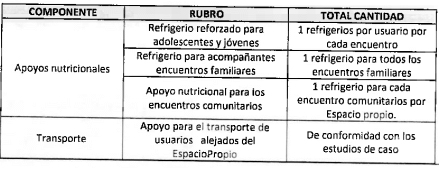 COMPONENTE RUBRO TOTAL CANTIDAD
Apoyos nutricionales
Refrigerio reforzado para
adolescentes y jóvenes
1 refrigerios por usuario por
cada encuentro
Refrigerio para acompañantes
encuentros familiares
1 refrigerio para todos los
encuentros familiares
Apoyo nutricional para los
encuentros comunitarios
1 refrigerio para cada
encuentro comunitarios por
Espacio propio.
Transporte
Apoyo para el transporte de
usuarios alejados del
EspacioPropio
De conformidad con los
estudios de caso